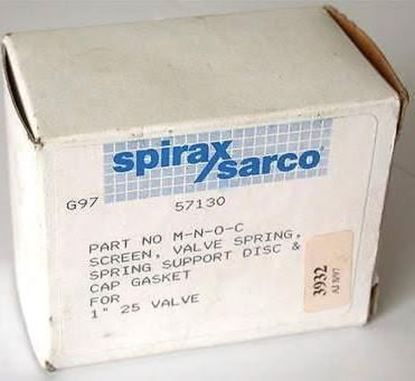 spirax
sarco
G97 57130
PART NO M-N-O-C
SCREEN, VALVE SPRING,
SPRING SUPPORT DISC &
CAP GASKET
FOR
1" 25 VALVE
3932